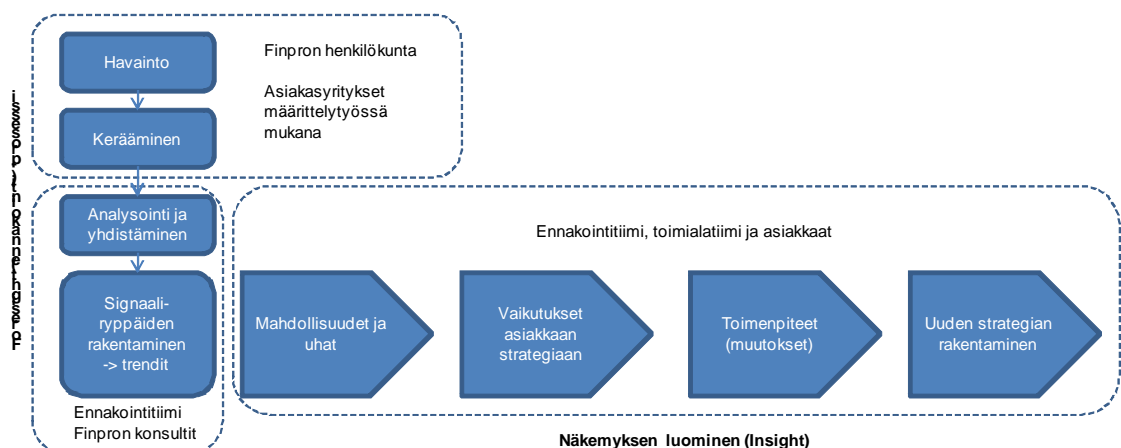 Havainto
Finpron henkilökunta
Asiakasyritykset
määrittelytyössä
mukana
Kerääminen
Analysointi ja
yhdistäminen
Ennakointitiimi, toimialatiimi ja asiakkaat
Signaali-
ryppäiden
rakentaminen
-> trendit
Mahdollisuudet ja
uhat
Vaikutukset
asiakkaan
strategiaan
Toimenpiteet
(muutokset)
Uuden strategian
rakentaminen
Ennakointitiimi
Finpron konsultit
Näkemyksen luominen (Insight)